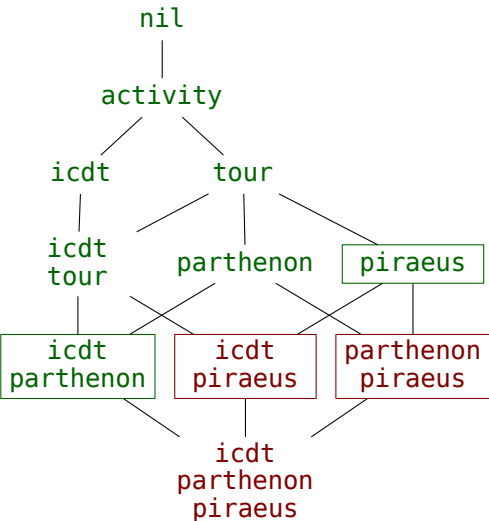 nil
activity
icdt
tour
icdt
tour
parthenon
piraeus
icdt
parthenon
icdt
piraeus
parthenon
piraeus
icdt
parthenon
piraeus